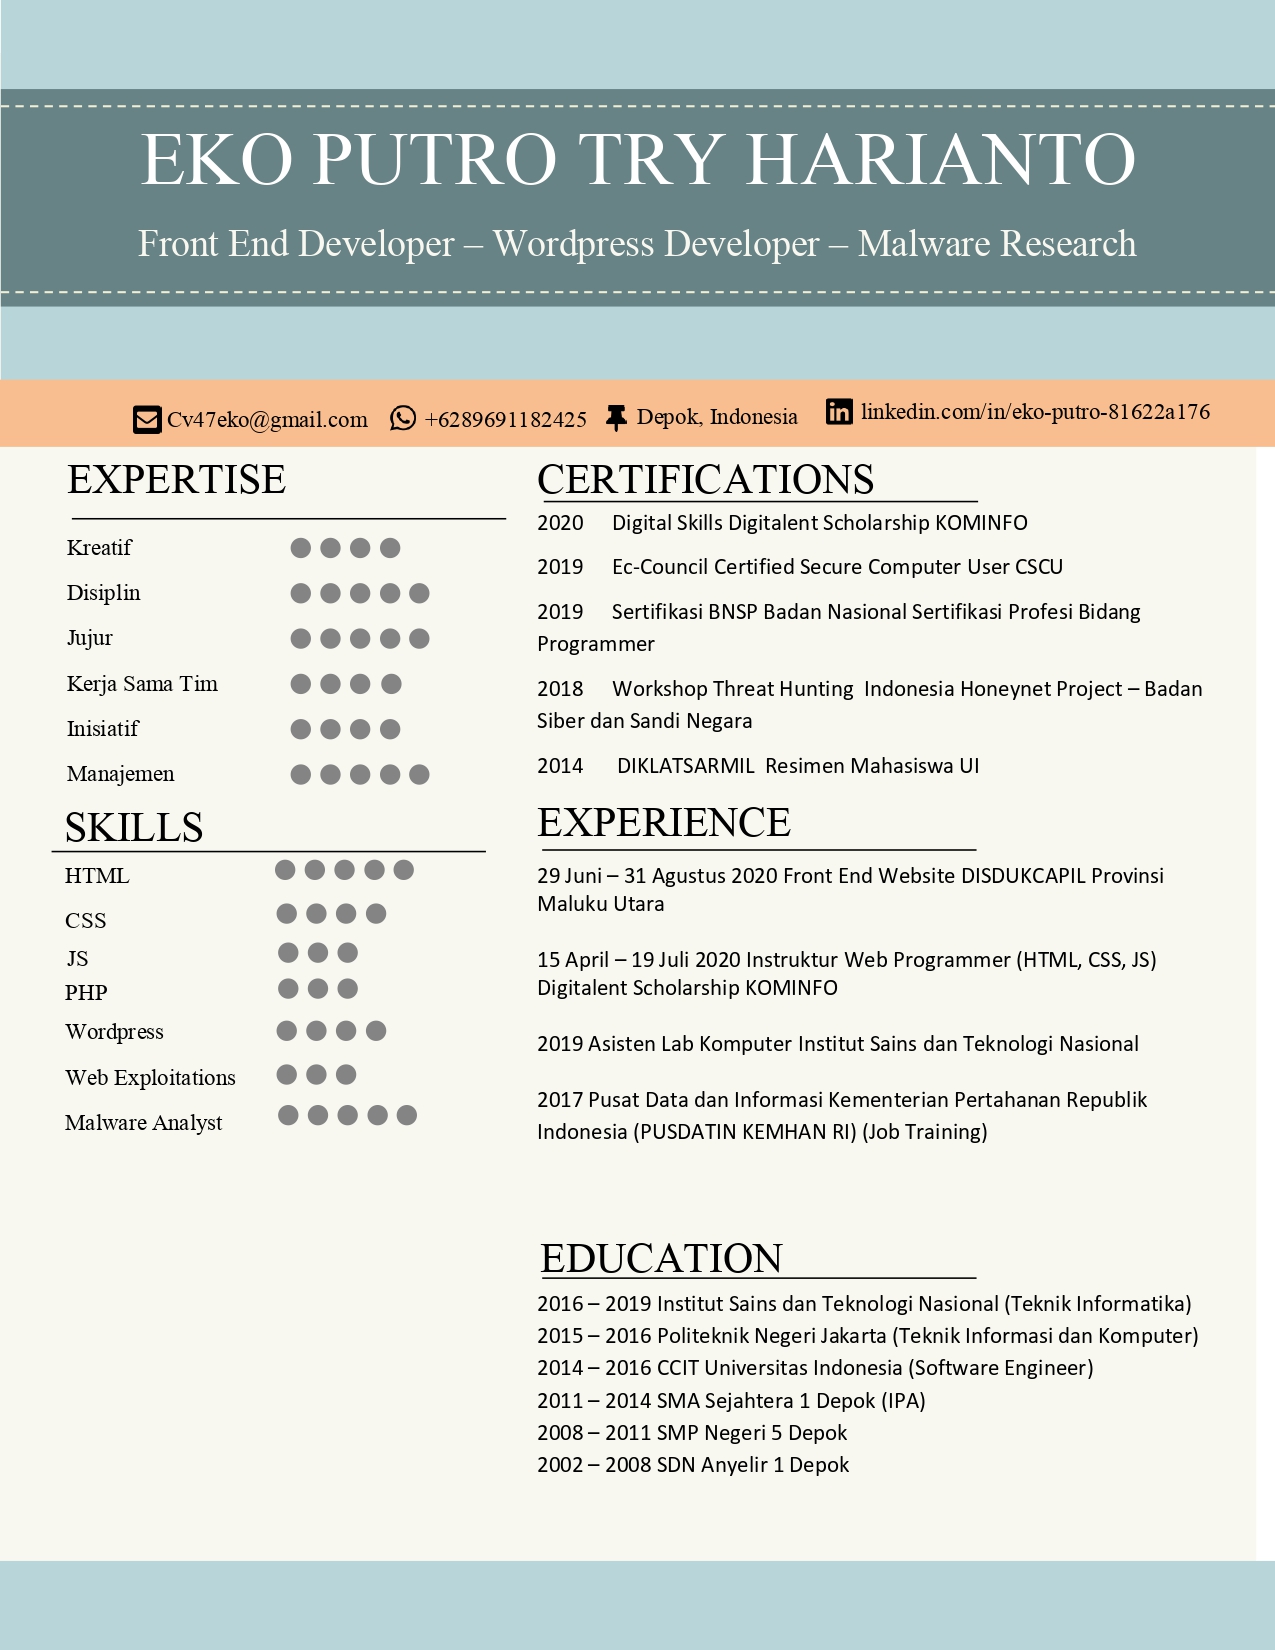 EKO PUTRO TRY HARIANTO
Front End Developer – Wordpress Developer – Malware Research
Cv47eko@gmail.com
+6289691182425
Depok, Indonesia
linkedin.com/in/eko-putro-81622a176
EXPERTISE
Kreatif
Disiplin
Jujur
Kerja Sama Tim
Inisiatif
Manajemen
SKILLS
HTML
CSS
JS
PHP
Wordpress
Web Exploitations
Malware Analyst
CERTIFICATIONS
2020 Digital Skills Digitalent Scholarship KOMINFO
2019 Ec-Council Certified Secure Computer User CSCU
2019 Sertifikasi BNSP Badan Nasional Sertifikasi Profesi Bidang
Programmer
2018 Workshop Threat Hunting Indonesia Honeynet Project – Badan
Siber dan Sandi Negara
2014 DIKLATSARMIL Resimen Mahasiswa UI
EXPERIENCE
29 Juni – 31 Agustus 2020 Front End Website DISDUKCAPIL Provinsi
Maluku Utara
15 April – 19 Juli 2020 Instruktur Web Programmer (HTML, CSS, JS)
Digitalent Scholarship KOMINFO
2019 Asisten Lab Komputer Institut Sains dan Teknologi Nasional
2017 Pusat Data dan Informasi Kementerian Pertahanan Republik
Indonesia (PUSDATIN KEMHAN RI) (Job Training)
EDUCATION
2016 – 2019 Institut Sains dan Teknologi Nasional (Teknik Informatika)
2015 – 2016 Politeknik Negeri Jakarta (Teknik Informasi dan Komputer)
2014 – 2016 CCIT Universitas Indonesia (Software Engineer)
2011 – 2014 SMA Sejahtera 1 Depok (IPA)
2008 – 2011 SMP Negeri 5 Depok
2002 – 2008 SDN Anyelir 1 Depok